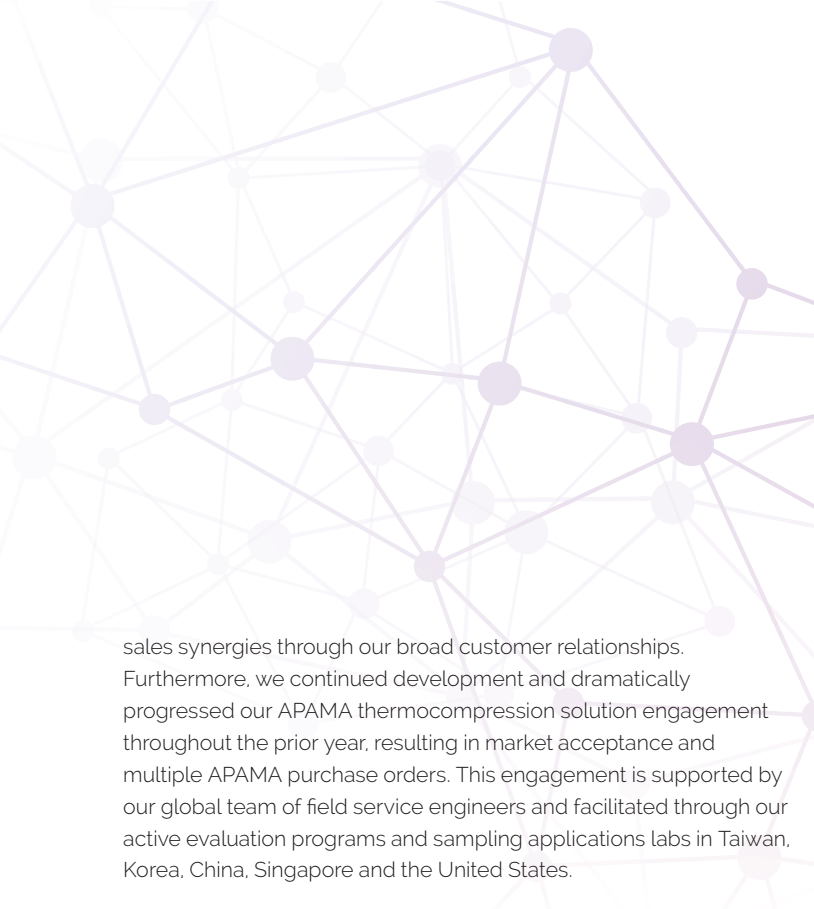 sales synergies through our broad customer relationships.
Furthermore, we continued development and dramatically
progressed our APAMA thermocompression solution engagement
throughout the prior year, resulting in market acceptance and
multiple APAMA purchase orders. This engagement is supported by
our global team of field service engineers and facilitated through our
active evaluation programs and sampling applications labs in Taiwan,
Korea, China, Singapore and the United States.